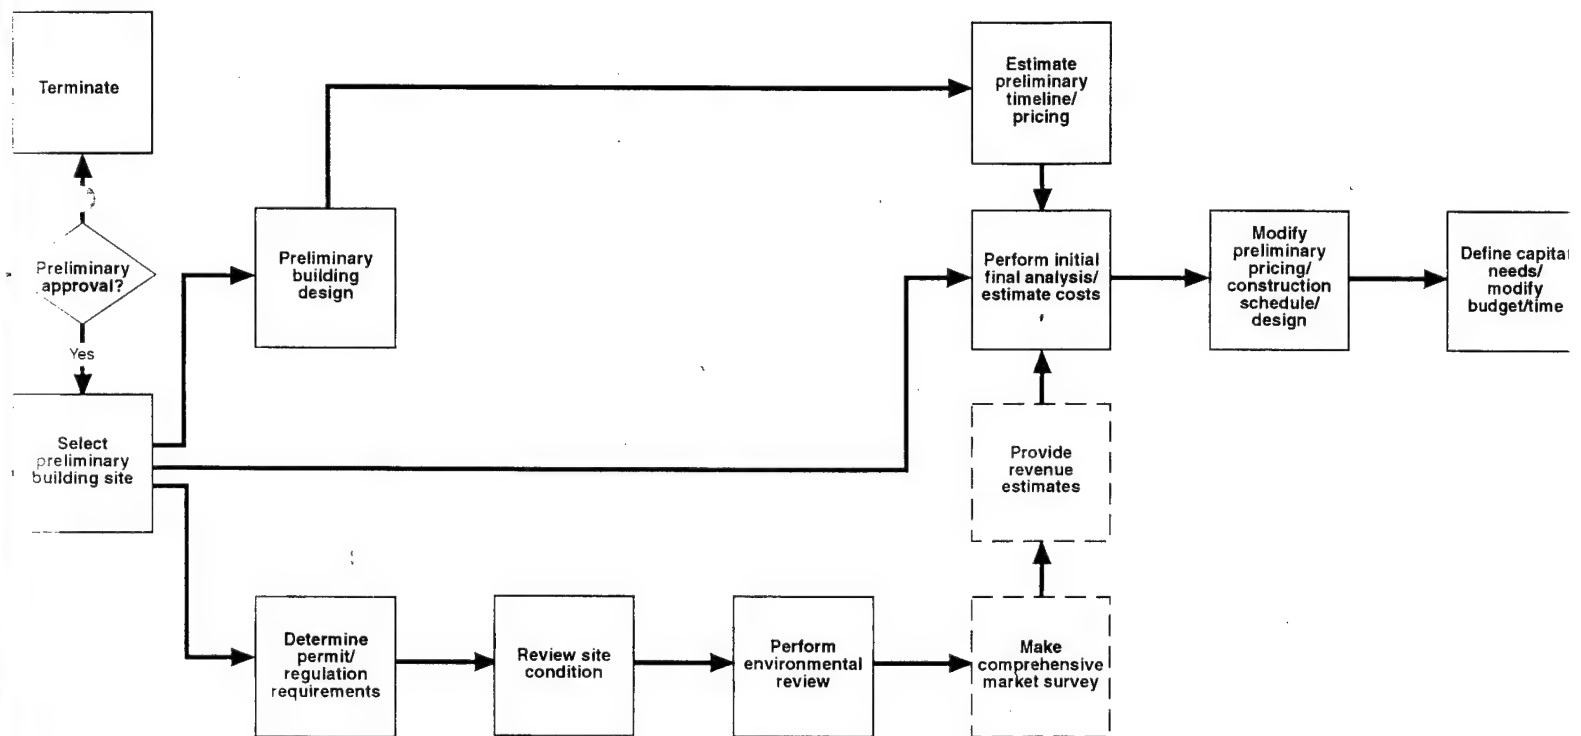 Terminate
Preliminary
approval?
Yes
Select
preliminary
building site
Preliminary
building
design
Estimate
preliminary
timeline/
pricing
Perform initial
final analysis/
estimate costs
Modify
preliminary
pricing/
construction
schedule/
design
Define capital
needs/
modify
budget/time
Provide
revenue
estimates
Determine
permit/
regulation
requirements
Review site
condition
Perform
environmental
review
Make
comprehensive
market survey